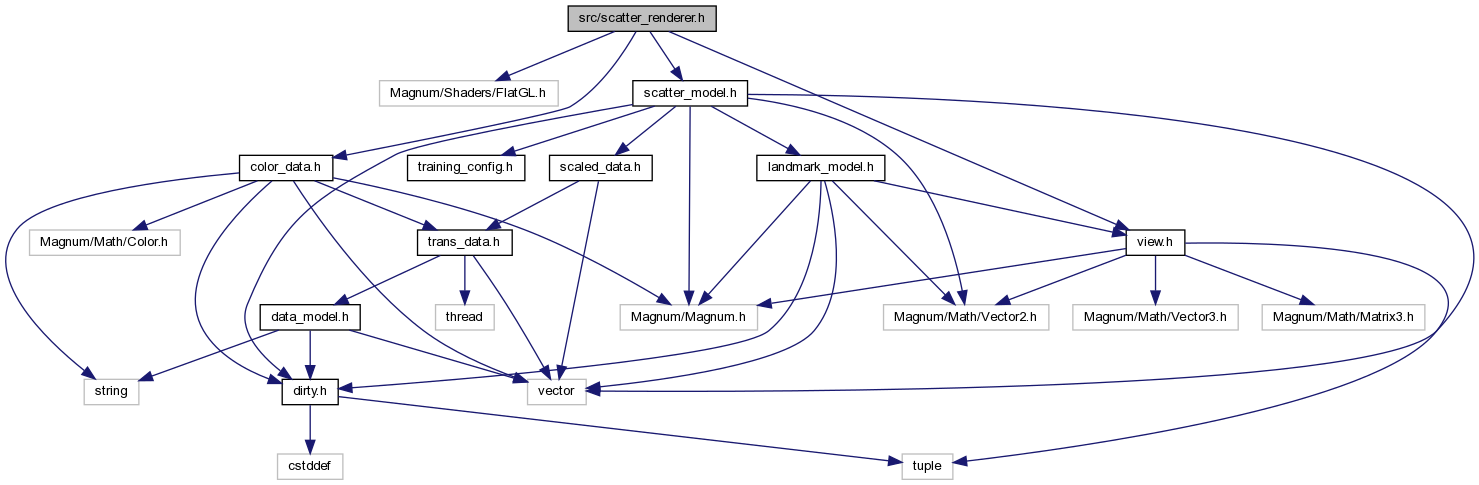 src/scatter_renderer.h
Magnum/Shaders/FlatGL.h
scatter_model.h
color_data.h
training_config.h
scaled_data.h
landmark_model.h
Magnum/Math/Color.h
trans_data.h
view.h
data_model.h
thread
Magnum/Magnum.h
Magnum/Math/Vector2.h
Magnum/Math/Vector3.h
Magnum/Math/Matrix3.h
string
dirty.h
vector
cstddef
tuple